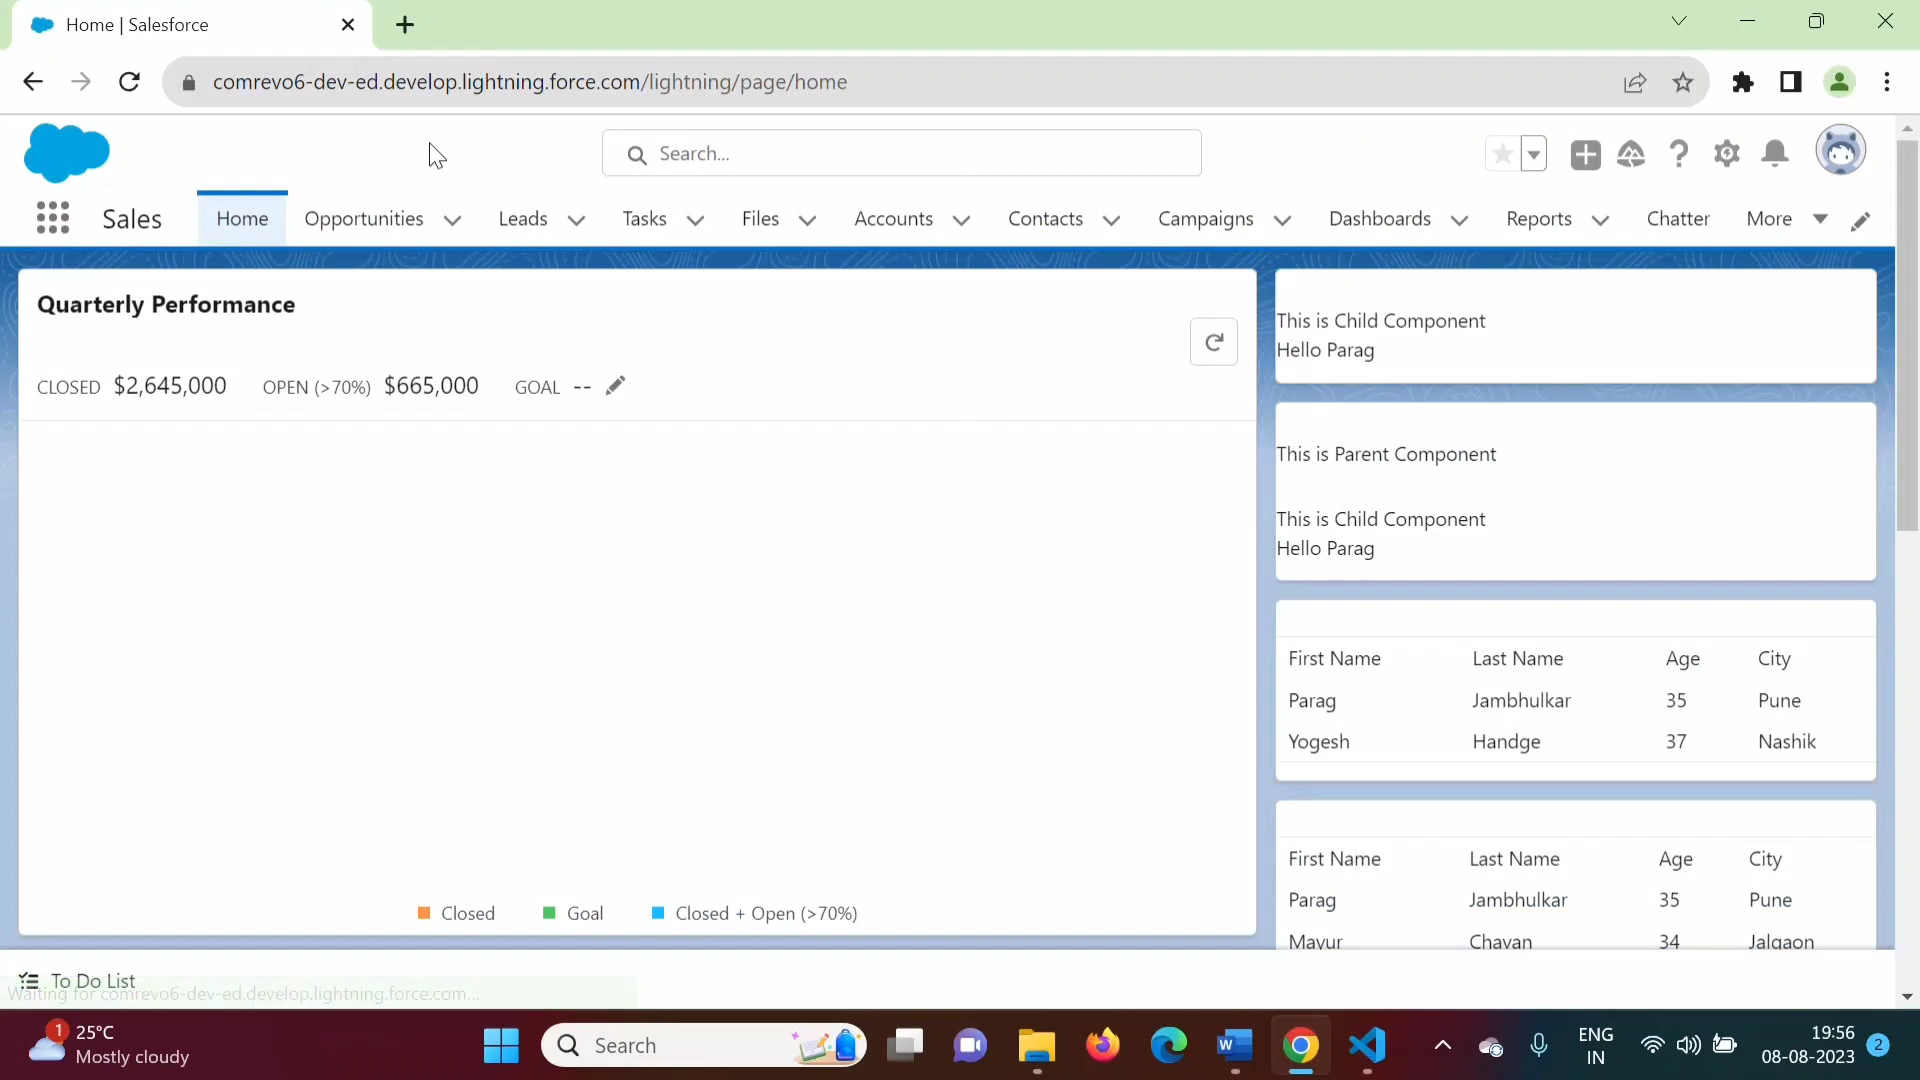 Home | Salesforce
comrevo6-dev-ed.develop.lightning.force.com/lightning/page/home
Search...
Sales
Home
Opportunities
Leads
Tasks
Files
Accounts
Contacts
Campaigns
Dashboards
Reports
Chatter
More
Quarterly Performance
CLOSED $2,645,000 OPEN (>70%) $665,000 GOAL --
Closed Goal Closed + Open (>70%)
This is Child Component
Hello Parag
This is Parent Component
This is Child Component
Hello Parag
First Name Last Name Age City
Parag Jambhulkar 35 Pune
Yogesh Handge 37 Nashik
First Name Last Name Age City
Parag Jambhulkar 35 Pune
Mayur Chavan 34 Jalgaon
To Do List
Waiting for comrevo6-dev-ed.develop.lightning.force.com...
1
25°C
Mostly cloudy
Search
W
ENG
IN
19:56
08-08-2023
2